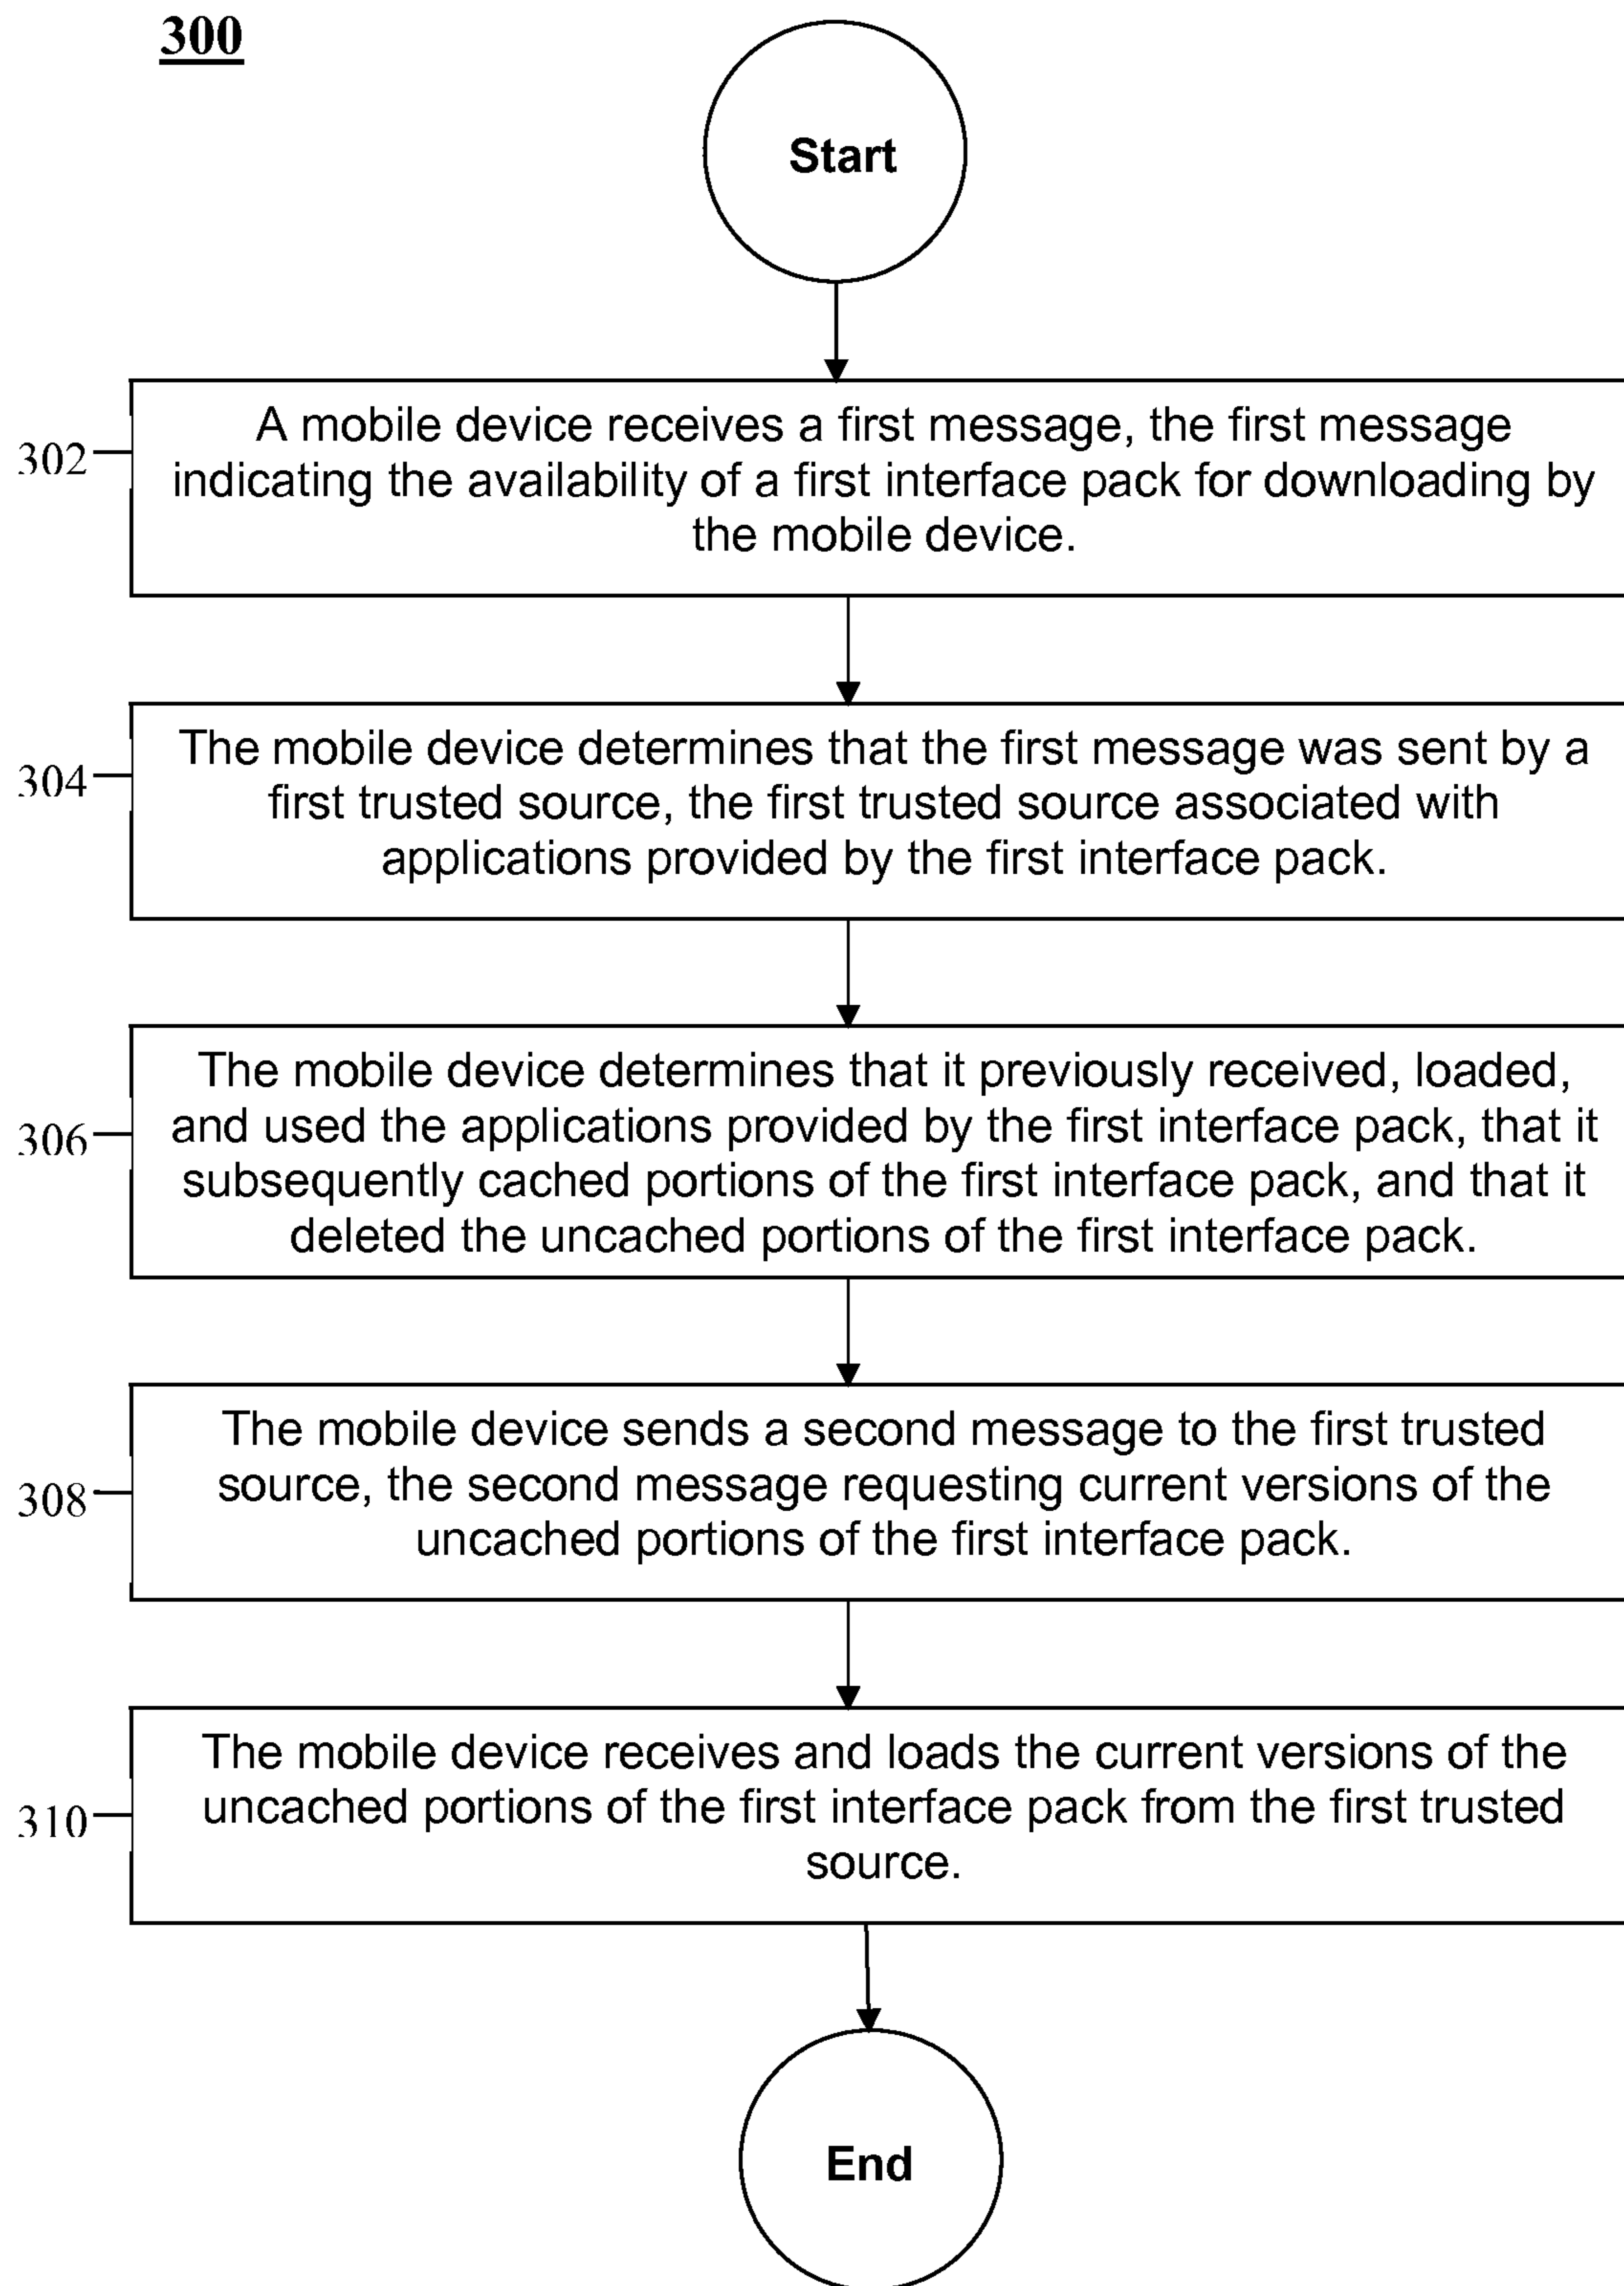 300
Start
302
A mobile device receives a first message, the first message
indicating the availability of a first interface pack for downloading by
the mobile device.
304
The mobile device determines that the first message was sent by a
first trusted source, the first trusted source associated with
applications provided by the first interface pack.
306
The mobile device determines that it previously received, loaded,
and used the applications provided by the first interface pack, that it
subsequently cached portions of the first interface pack, and that it
deleted the uncached portions of the first interface pack.
308
The mobile device sends a second message to the first trusted
source, the second message requesting current versions of the
uncached portions of the first interface pack.
310
The mobile device receives and loads the current versions of the
uncached portions of the first interface pack from the first trusted
source.
End